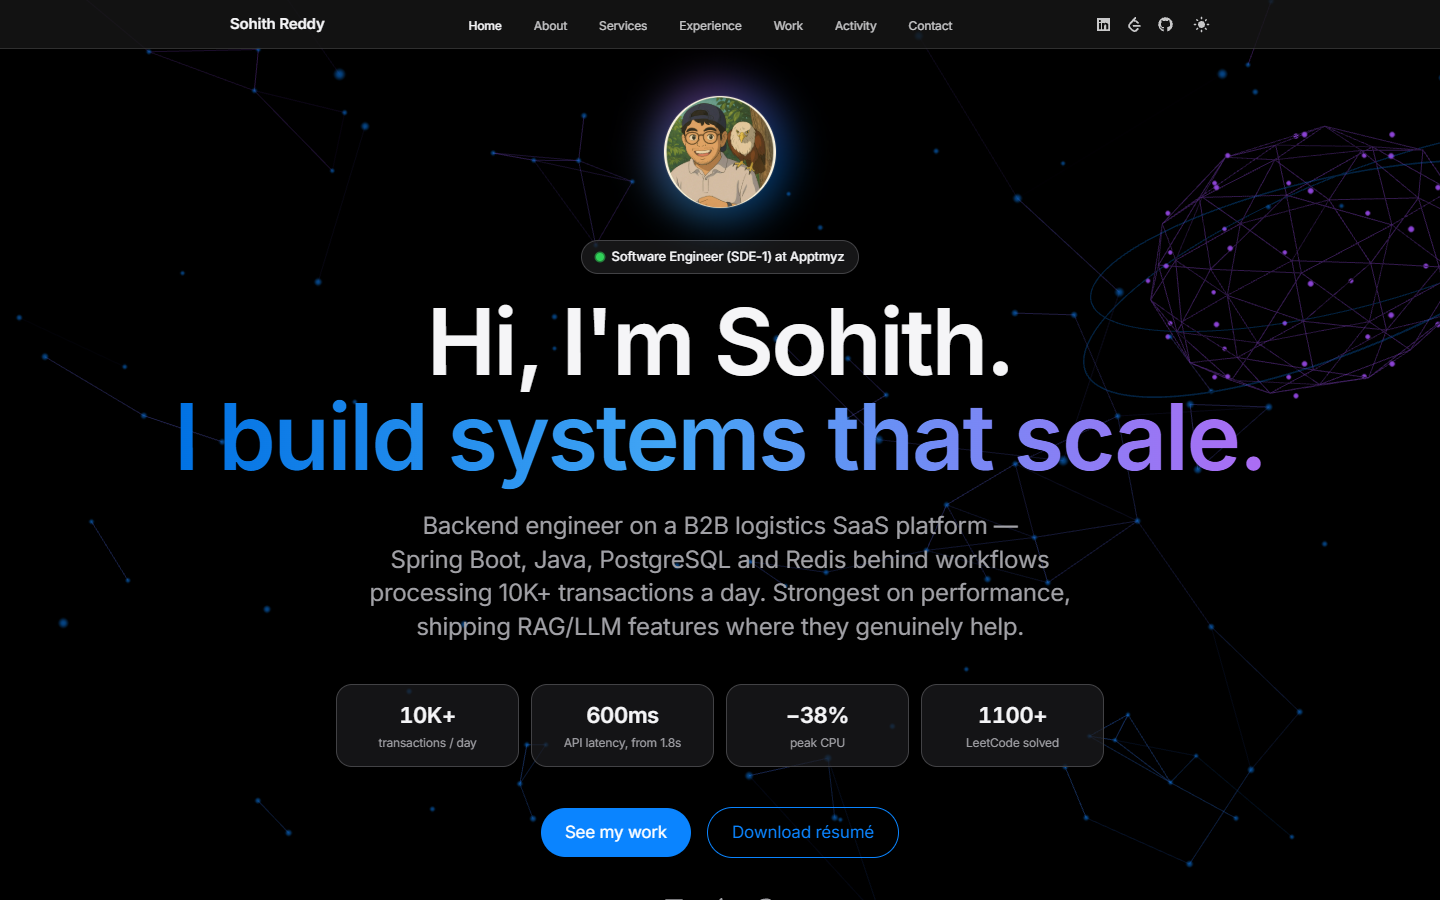 Sohith Reddy
Home About Services Experience Work Activity Contact
Software Engineer (SDE-1) at Apptmyz
Hi, I'm Sohith.
I build systems that scale.
Backend engineer on a B2B logistics SaaS platform —
Spring Boot, Java, PostgreSQL and Redis behind workflows
processing 10K+ transactions a day. Strongest on performance,
shipping RAG/LLM features where they genuinely help.
10K+
transactions / day
600ms
API latency, from 1.8s
−38%
peak CPU
1100+
LeetCode solved
See my work
Download résumé